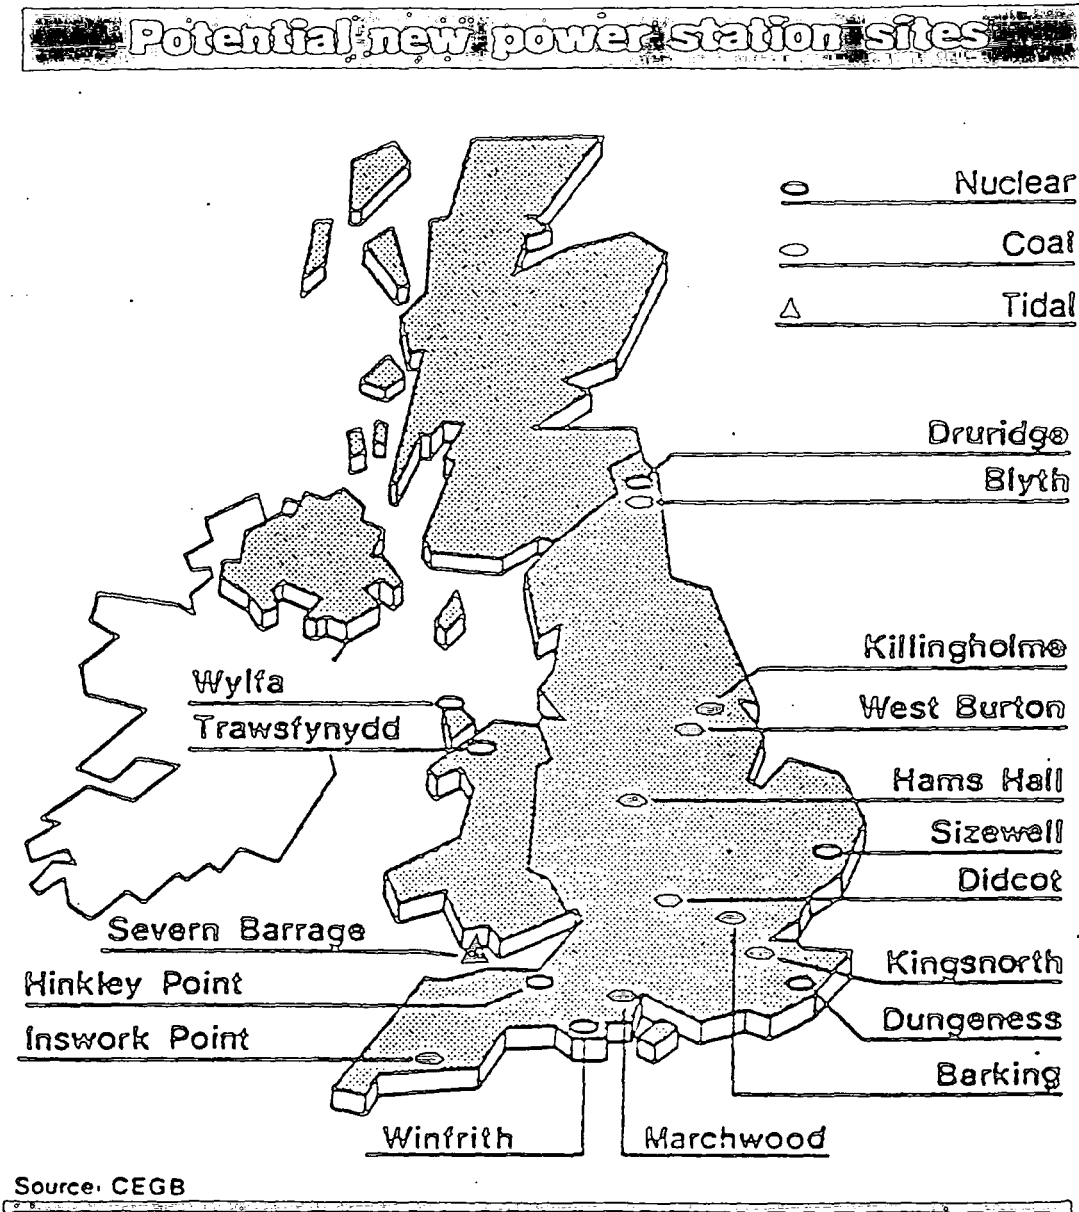 Potential new power station sites
Nuclear
Coal
Tidal
Druridge
Blyth
Killingholme
Wylfa
West Burton
Trawsfynydd
Hams Hall
Sizewell
Didcot
Severn Barrage
Kingsnorth
Hinkley Point
Dungeness
Inswork Point
Barking
Winfrith
Marchwood
Source: CEGB